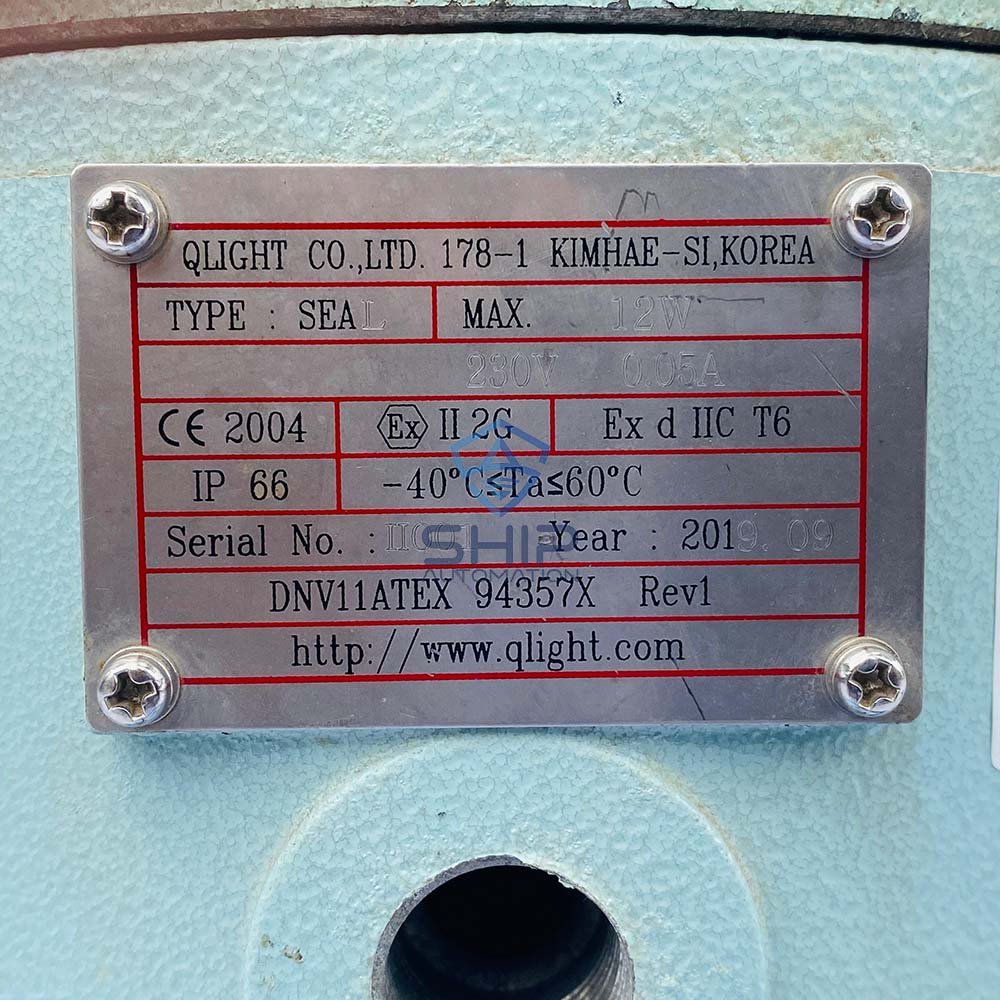 QLIGHT CO.,LTD. 178-1 KIMHAE-SI,KOREA
TYPE : SEAL MAX. 12W
230V 0.05A
CE 2004 Ex II 2G Ex d IIC T6
IP 66 -40°C≤Ta≤60°C
Serial No. : Year : 2019. 09
SHIP
AUTOMATION
DNV11ATEX 94357X Rev1
http://www.qlight.com